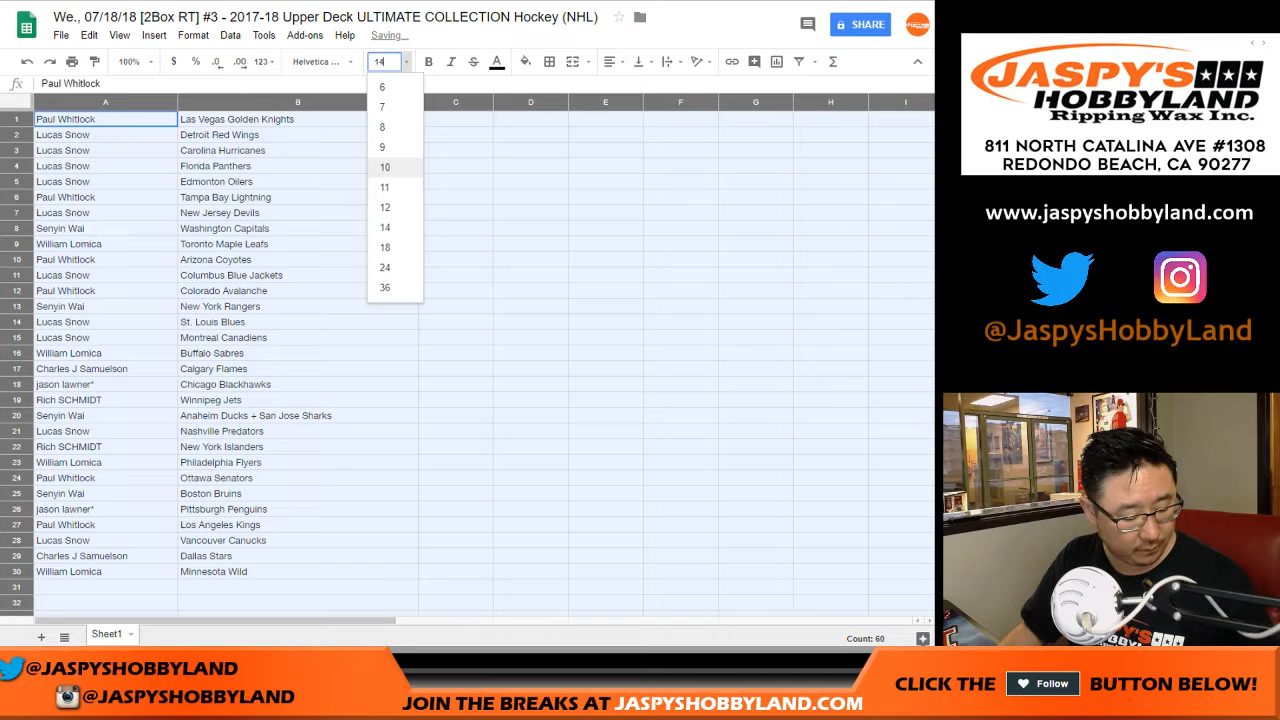 We., 07/18/18 [2Box RT] #3 - 2017-18 Upper Deck ULTIMATE COLLECTION Hockey (NHL)
File Edit View Insert Format Data Tools Add-ons Help Saving...
SHARE
100% $ % .0 .00 123 Helvetica ... 14 B I S A
fx Paul Whitlock
A B C D E F G H I
1 Paul Whitlock Las Vegas Golden Knights
2 Lucas Snow Detroit Red Wings
3 Lucas Snow Carolina Hurricanes
4 Lucas Snow Florida Panthers
5 Lucas Snow Edmonton Oilers
6 Paul Whitlock Tampa Bay Lightning
7 Lucas Snow New Jersey Devils
8 Senyin Wai Washington Capitals
9 William Lomica Toronto Maple Leafs
10 Paul Whitlock Arizona Coyotes
11 Lucas Snow Columbus Blue Jackets
12 Paul Whitlock Colorado Avalanche
13 Senyin Wai New York Rangers
14 Lucas Snow St. Louis Blues
15 Lucas Snow Montreal Canadiens
16 William Lomica Buffalo Sabres
17 Charles J Samuelson Calgary Flames
18 jason lawner* Chicago Blackhawks
19 Rich SCHMIDT Winnipeg Jets
20 Senyin Wai Anaheim Ducks + San Jose Sharks
21 Lucas Snow Nashville Predators
22 Rich SCHMIDT New York Islanders
23 William Lomica Philadelphia Flyers
24 Paul Whitlock Ottawa Senators
25 Senyin Wai Boston Bruins
26 jason lawner* Pittsburgh Penguins
27 Paul Whitlock Los Angeles Kings
28 Lucas Snow Vancouver Canucks
29 Charles J Samuelson Dallas Stars
30 William Lomica Minnesota Wild
31
32
6
7
8
9
10
11
12
14
18
24
36
Sheet1
Count: 60
JASPY'S
HOBBYLAND
Ripping Wax Inc.
811 NORTH CATALINA AVE #1308
REDONDO BEACH, CA 90277
www.jaspyshobbyland.com
@JaspysHobbyLand
@JASPYSHOBBYLAND
@JASPYSHOBBYLAND
JOIN THE BREAKS AT JASPYSHOBBYLAND.COM
CLICK THE Follow BUTTON BELOW!